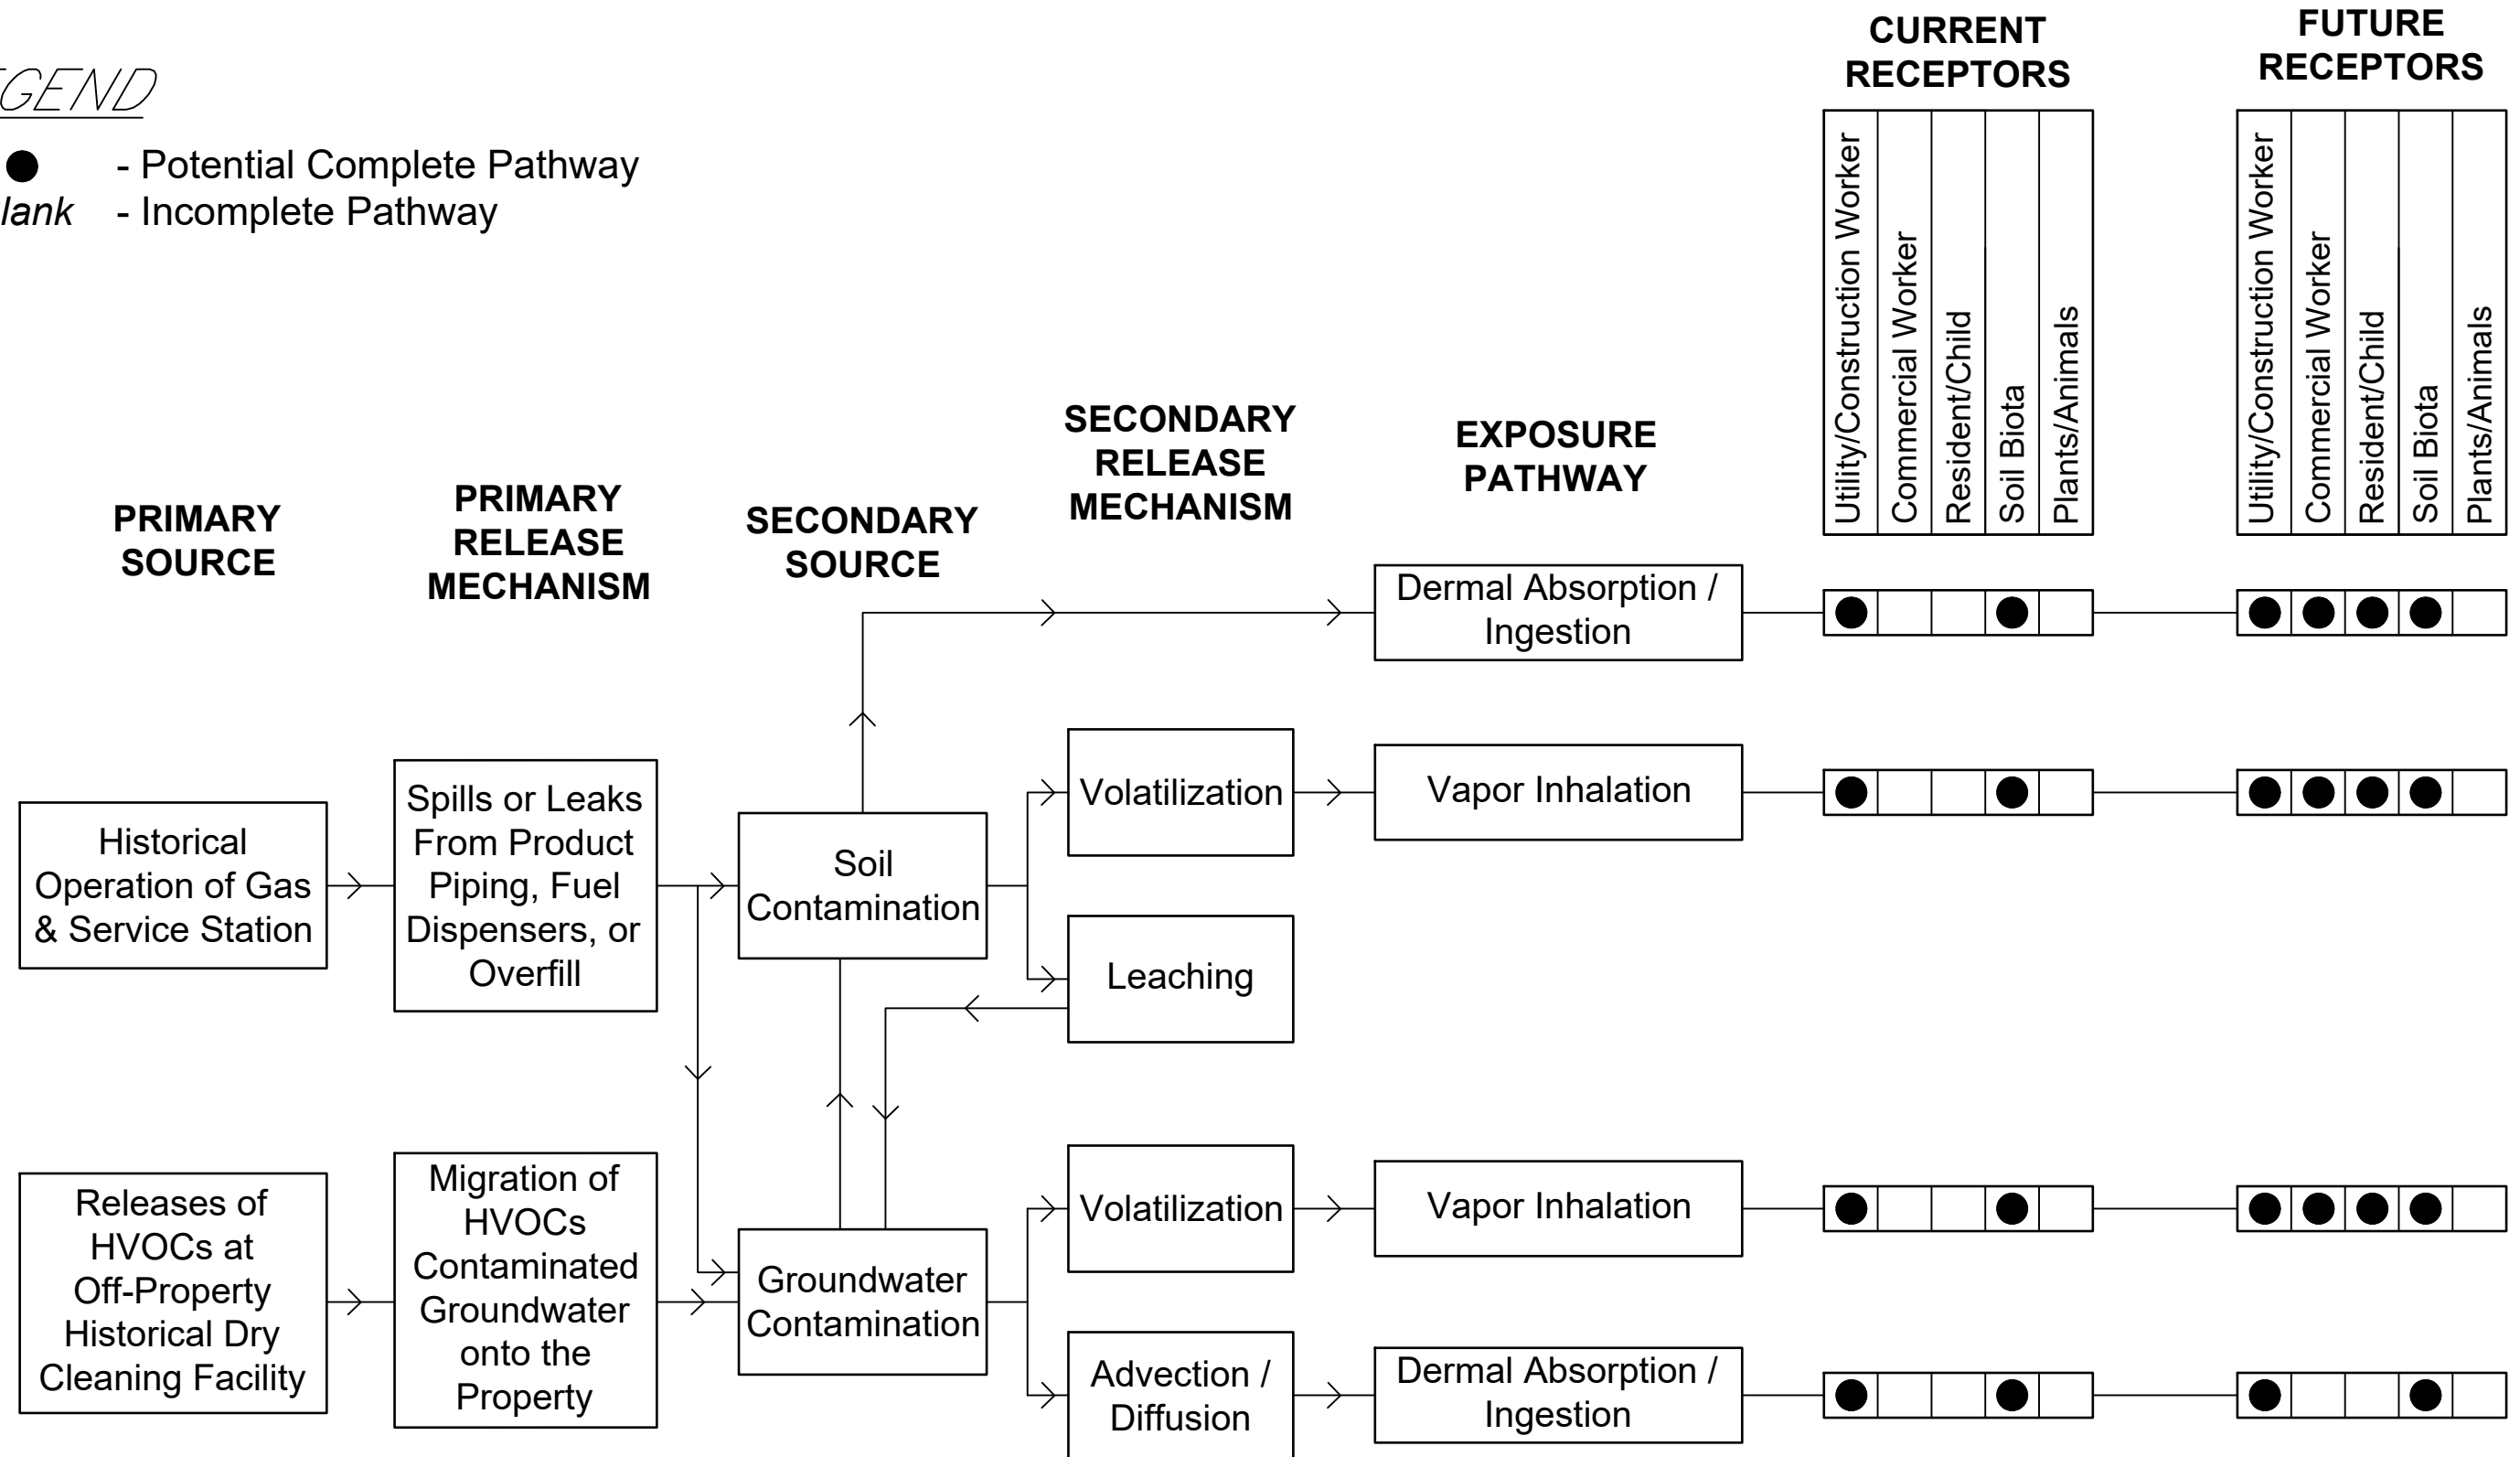 CURRENT
RECEPTORS
FUTURE
RECEPTORS
GEND
- Potential Complete Pathway
lank - Incomplete Pathway
Utility/Construction Worker
Commercial Worker
Resident/Child
Soil Biota
Plants/Animals
Utility/Construction Worker
Commercial Worker
Resident/Child
Soil Biota
Plants/Animals
PRIMARY
SOURCE
PRIMARY
RELEASE
MECHANISM
SECONDARY
SOURCE
SECONDARY
RELEASE
MECHANISM
EXPOSURE
PATHWAY
Dermal Absorption /
Ingestion
Historical
Operation of Gas
& Service Station
Spills or Leaks
From Product
Piping, Fuel
Dispensers, or
Overfill
Soil
Contamination
Volatilization
Vapor Inhalation
Leaching
Releases of
HVOCs at
Off-Property
Historical Dry
Cleaning Facility
Migration of
HVOCs
Contaminated
Groundwater
onto the
Property
Groundwater
Contamination
Volatilization
Vapor Inhalation
Advection /
Diffusion
Dermal Absorption /
Ingestion